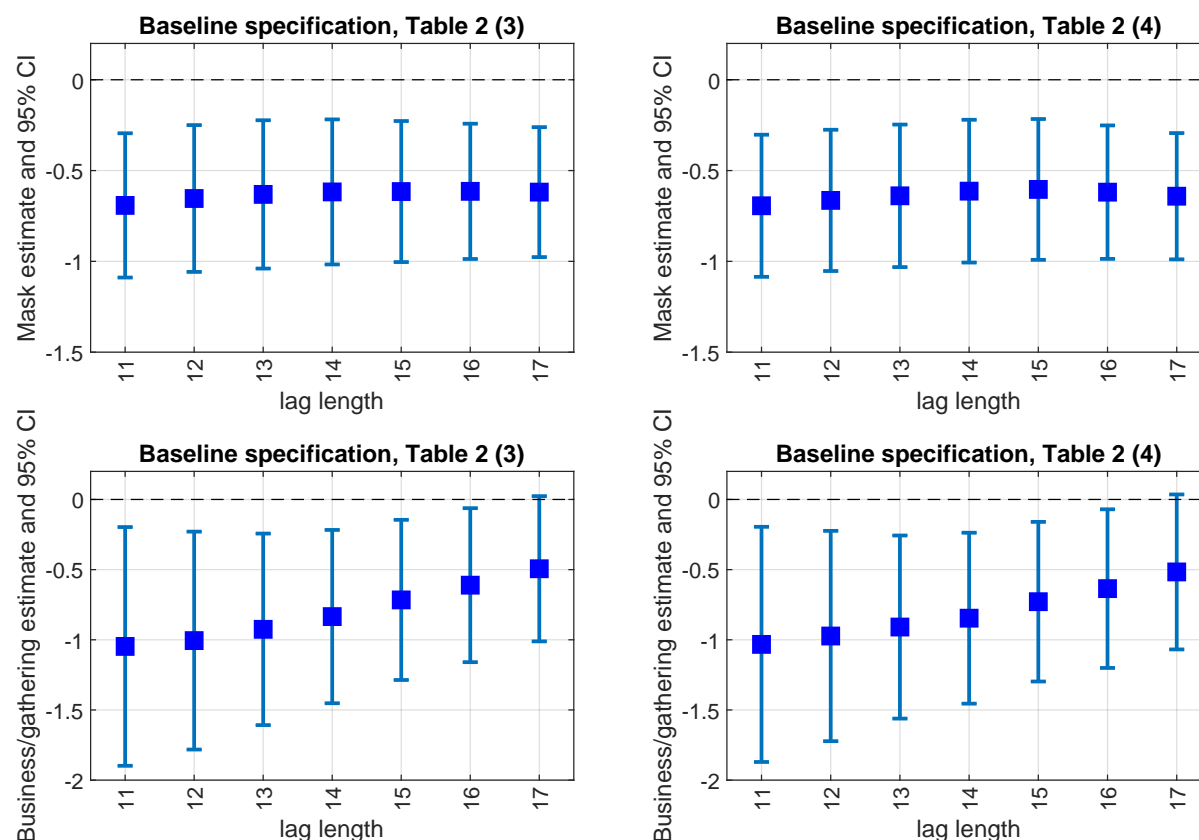 Baseline specification, Table 2 (3)
Mask estimate and 95% CI
0
-0.5
-1
-1.5
11 12 13 14 15 16 17
lag length
Baseline specification, Table 2 (4)
Mask estimate and 95% CI
0
-0.5
-1
-1.5
11 12 13 14 15 16 17
lag length
Baseline specification, Table 2 (3)
Business/gathering estimate and 95% CI
0
-0.5
-1
-1.5
-2
11 12 13 14 15 16 17
lag length
Baseline specification, Table 2 (4)
Business/gathering estimate and 95% CI
0
-0.5
-1
-1.5
-2
11 12 13 14 15 16 17
lag length